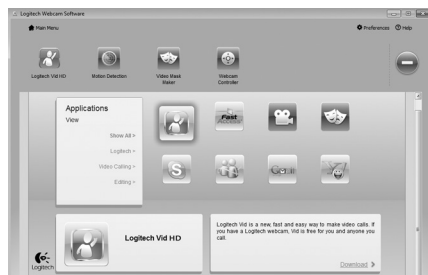 Logitech Webcam Software
Main Menu
Preferences
Help
Logitech Vid HD
Motion Detection
Video Mask
Maker
Webcam
Controller
Applications
View
Show All >
Logitech +
Video Calling +
Editing +
Fast
Access
Logitech Vid HD
Logitech Vid is a new, fast and easy way to make video calls. If
you have a Logitech webcam, Vid is free for you and anyone you
call.
Download >
Logitech